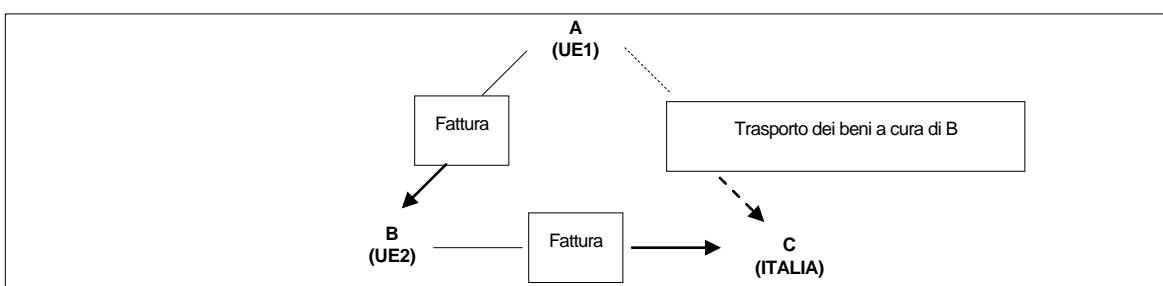 A
(UE1)
Fattura
Trasporto dei beni a cura di B
B
(UE2)
Fattura
C
(ITALIA)